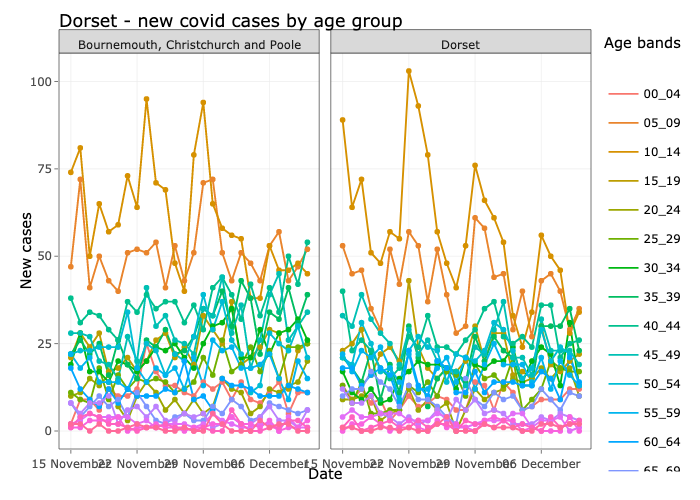 Dorset - new covid cases by age group
Bournemouth, Christchurch and Poole
Dorset
Age bands
New cases
100
75
50
25
0
00_04
05_09
10_14
15_19
20_24
25_29
30_34
35_39
40_44
45_49
50_54
55_59
60_64
65_69
15 November
22 November
29 November
06 December
15 November
22 November
29 November
06 December
Date